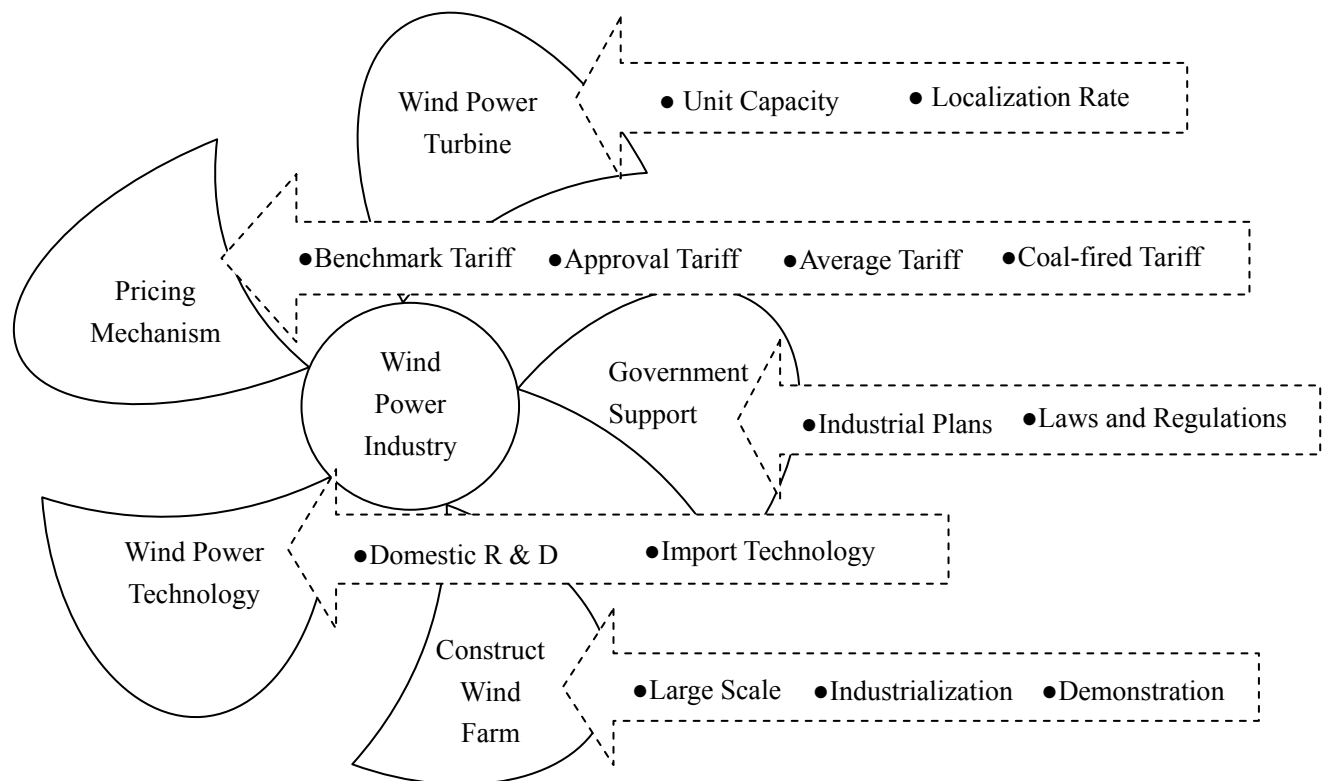 Wind Power
Turbine
● Unit Capacity
● Localization Rate
Pricing
Mechanism
●Benchmark Tariff
●Approval Tariff
●Average Tariff
●Coal-fired Tariff
Wind
Power
Industry
Government
Support
●Industrial Plans
●Laws and Regulations
Wind Power
Technology
●Domestic R & D
●Import Technology
Construct
Wind
Farm
●Large Scale
●Industrialization
●Demonstration